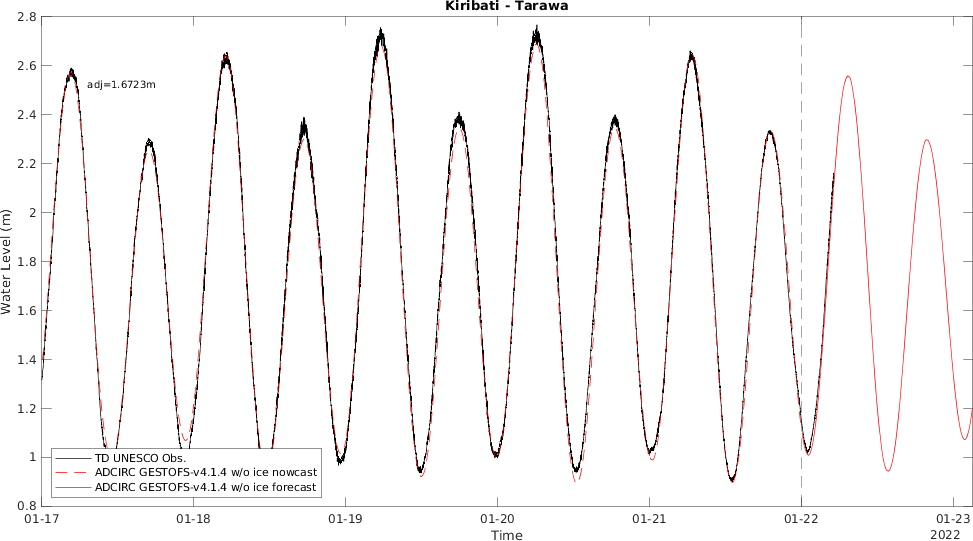 Kiribati - Tarawa
2.8
2.6
adj=1.6723m
2.4
2.2
2
1.8
1.6
1.4
1.2
1
0.8
Water Level (m)
TD UNESCO Obs.
ADCIRC GESTOFS-v4.1.4 w/o ice nowcast
ADCIRC GESTOFS-v4.1.4 w/o ice forecast
01-17 01-18 01-19 01-20 01-21 01-22 01-23
Time
2022